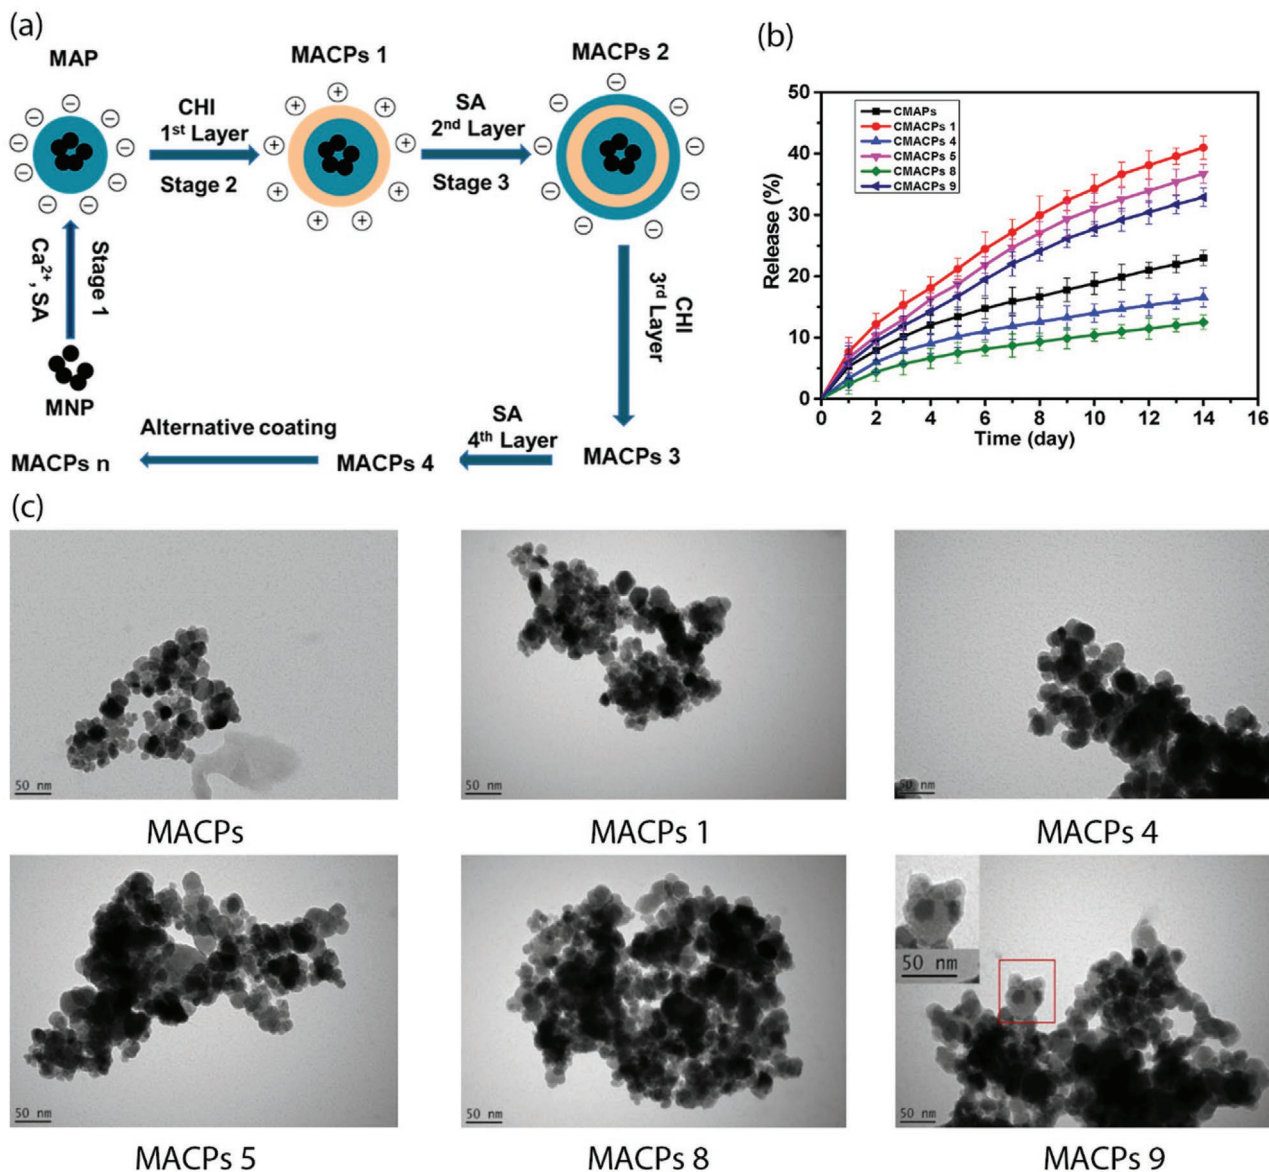 (a)
MAP
MACPs 1
MACPs 2
CHI
1st Layer
Stage 2
SA
2nd Layer
Stage 3
Stage 1
Ca2+, SA
MNP
CHI
3rd Layer
MACPs 3
SA
4th Layer
MACPs 4
Alternative coating
MACPs n
(b)
50
40
30
20
10
0
Release (%)
CMAPs
CMACPs 1
CMACPs 4
CMACPs 5
CMACPs 8
CMACPs 9
0 2 4 6 8 10 12 14 16
Time (day)
(c)
50 nm
50 nm
50 nm
MACPs
MACPs 1
MACPs 4
50 nm
50 nm
50 nm
50 nm
MACPs 5
MACPs 8
MACPs 9